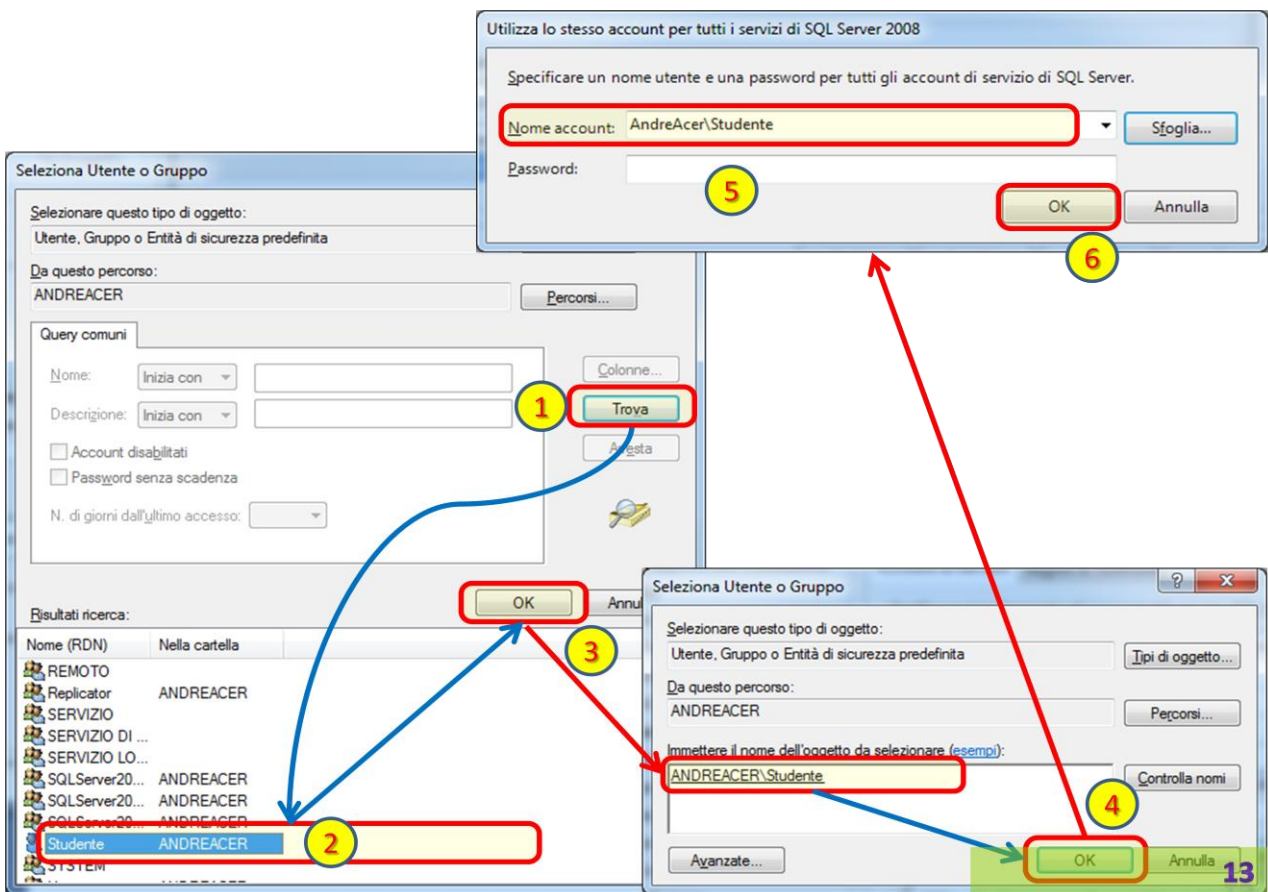 Utilizza lo stesso account per tutti i servizi di SQL Server 2008
Specificare un nome utente e una password per tutti gli account di servizio di SQL Server.
Nome account: AndreAcer\Studente Sfoglia...
Password:
5
OK Annulla
6
Seleziona Utente o Gruppo
Selezionare questo tipo di oggetto:
Utente, Gruppo o Entità di sicurezza predefinita
Da questo percorso:
ANDREACER Percorsi...
Query comuni
Nome: Inizia con Colonne...
1 Trova
Descrizione: Inizia con
Account disabilitati
Password senza scadenza
N. di giorni dall'ultimo accesso:
OK
3
Risultati ricerca:
Nome (RDN) Nella cartella
REMOTO
Replicator ANDREACER
SERVIZIO
SERVIZIO DI ...
SERVIZIO LO...
SQLServer20... ANDREACER
SQLServer20... ANDREACER
SQLServer20... ANDREACER
Studente ANDREACER
2
SYSTEM
Seleziona Utente o Gruppo
Selezionare questo tipo di oggetto:
Utente, Gruppo o Entità di sicurezza predefinita Tipi di oggetto...
Da questo percorso:
ANDREACER Percorsi...
Immettere il nome dell'oggetto da selezionare (esempi):
ANDREACER\Studente Controlla nomi
4
Avanzate... OK Annulla
13